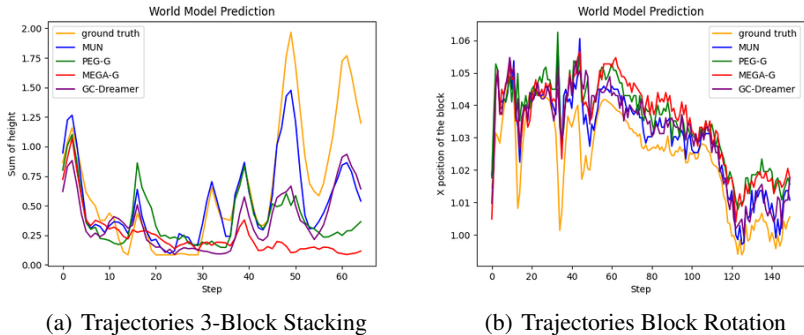 World Model Prediction
Sum of height
2.00
1.75
1.50
1.25
1.00
0.75
0.50
0.25
0.00
ground truth
MUN
PEG-G
MEGA-G
GC-Dreamer
0 10 20 30 40 50 60
Step
(a) Trajectories 3-Block Stacking
World Model Prediction
X position of the block
1.06
1.05
1.04
1.03
1.02
1.01
1.00
ground truth
MUN
PEG-G
MEGA-G
GC-Dreamer
0 20 40 60 80 100 120 140
Step
(b) Trajectories Block Rotation